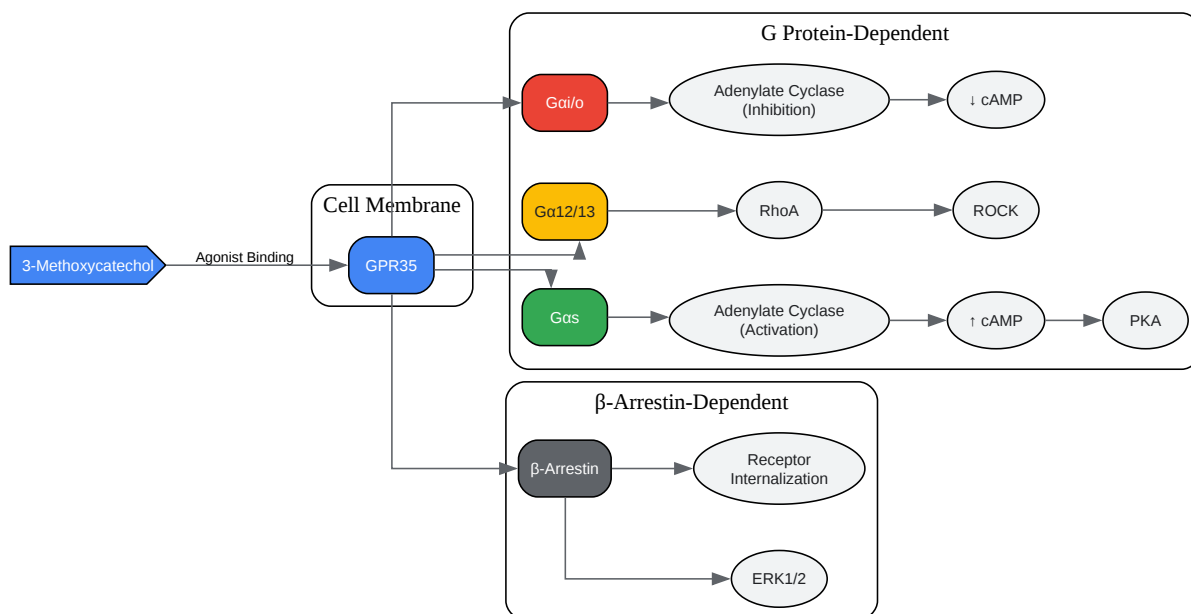 G Protein-Dependent
Gαi/o
Adenylate Cyclase
(Inhibition)
↓ cAMP
Cell Membrane
Gα12/13
RhoA
ROCK
3-Methoxycatechol
Agonist Binding
GPR35
Gαs
Adenylate Cyclase
(Activation)
↑ cAMP
PKA
β-Arrestin-Dependent
β-Arrestin
Receptor
Internalization
ERK1/2